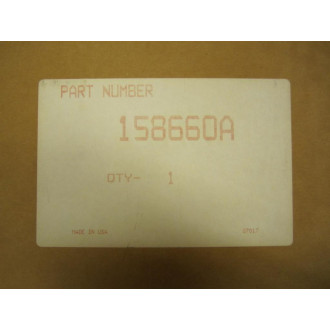 PART NUMBER
158660A
QTY- 1
MADE IN USA